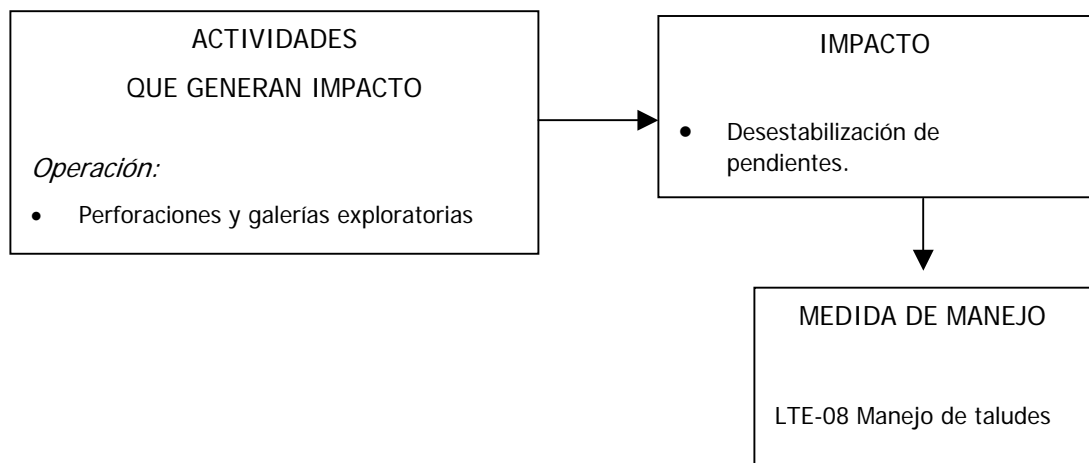 ACTIVIDADES
QUE GENERAN IMPACTO
Operación:
• Perforaciones y galerías exploratorias
IMPACTO
• Desestabilización de
pendientes.
MEDIDA DE MANEJO
LTE-08 Manejo de taludes